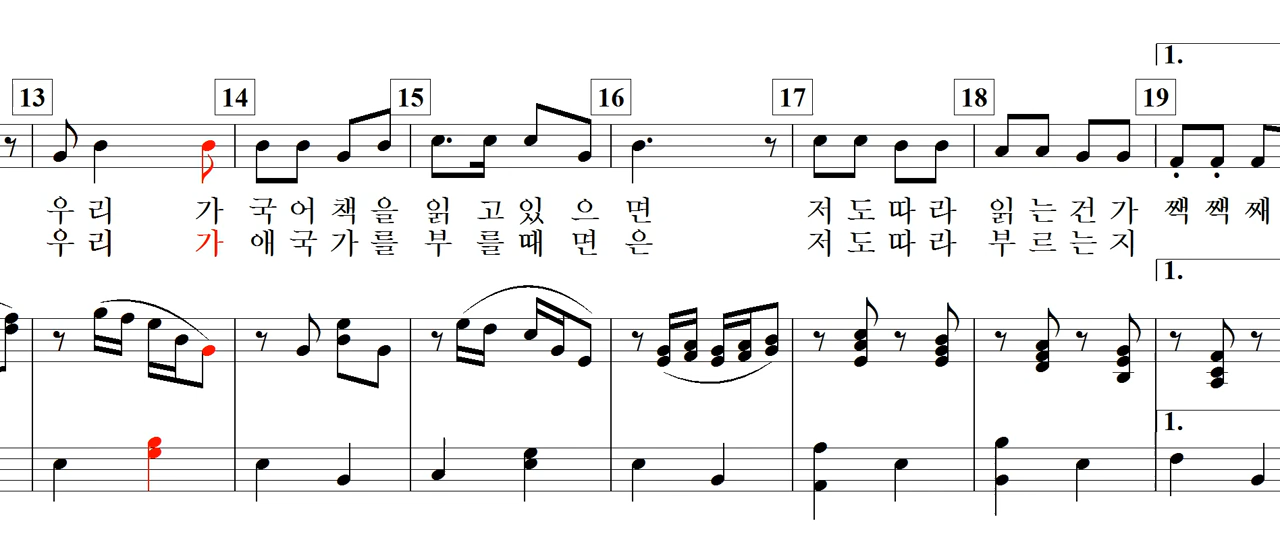 1.
13 14 15 16 17 18 19
우 리 가 국 어 책 을 읽 고 있 으 면 저 도 따 라 읽 는 건 가 짹 짹 째
우 리 가 애 국 가 를 부 를 때 면 은 저 도 따 라 부 르 는 지
1.
1.